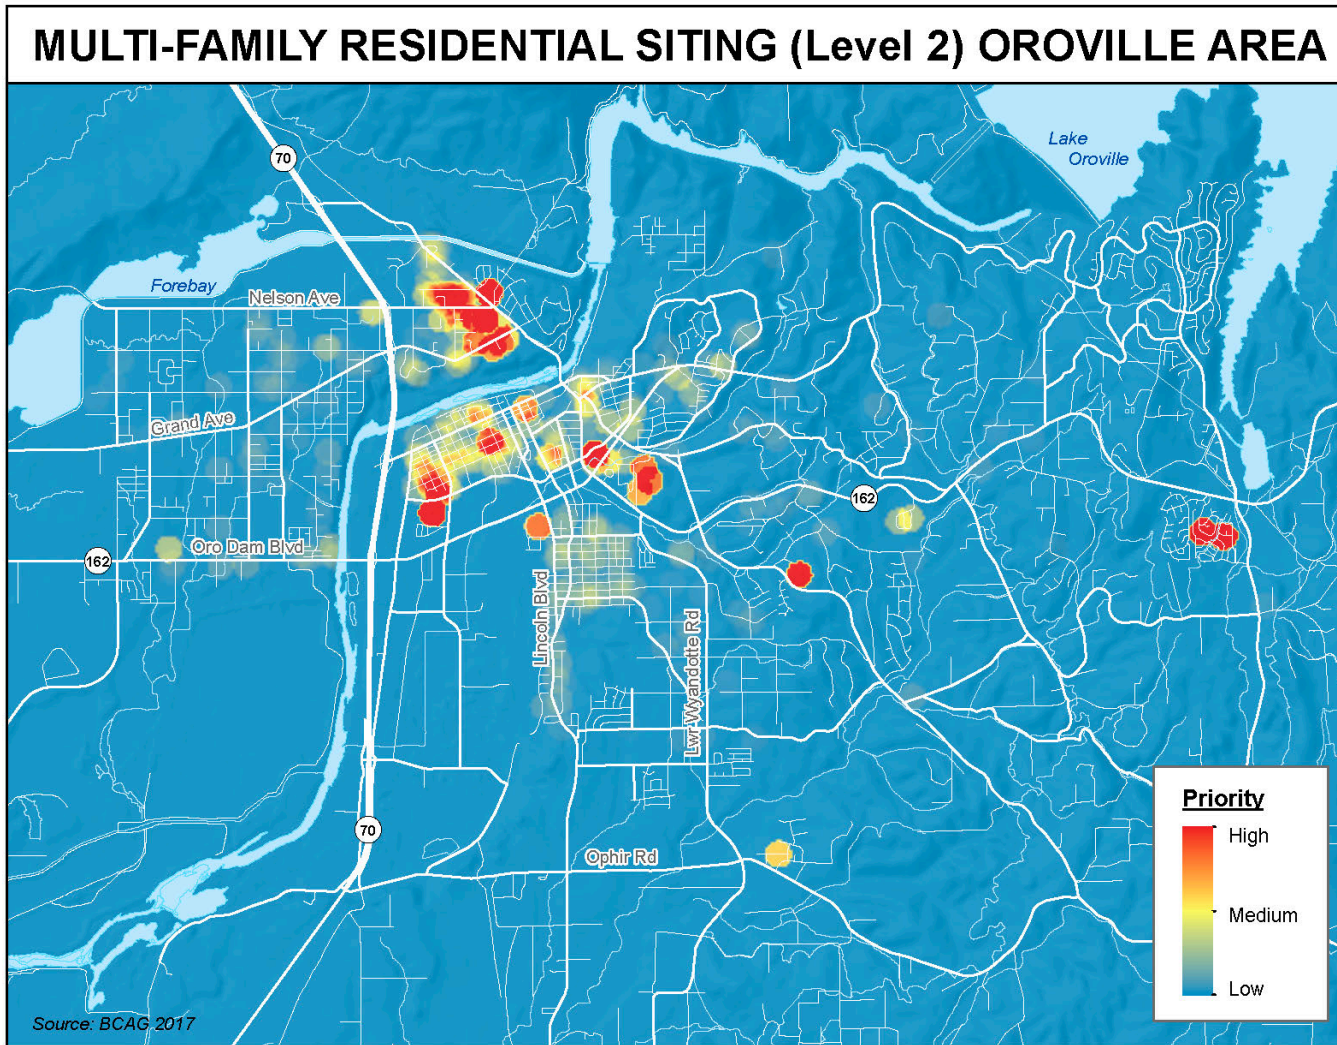 MULTI-FAMILY RESIDENTIAL SITING (Level 2) OROVILLE AREA
70
Lake
Oroville
Forebay
Nelson Ave
Grand Ave
162
162
Oro Dam Blvd
Lincoln Blvd
Lwr Wyandotte Rd
70
Ophir Rd
Priority
High
Medium
Low
Source: BCAG 2017